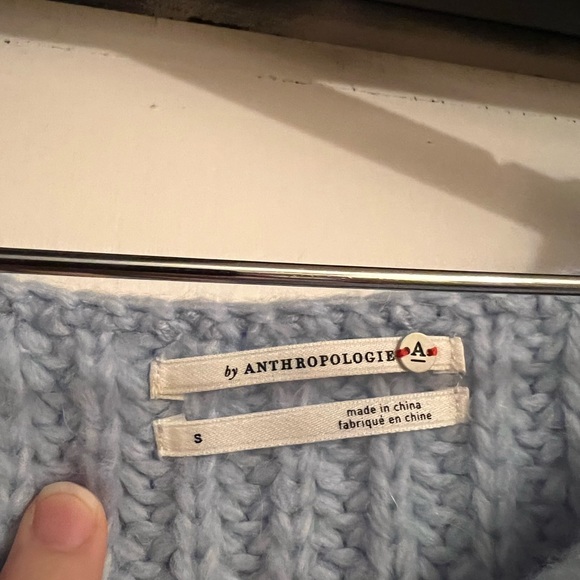 by ANTHROPOLOGIE A
s
made in china
fabriqué en chine